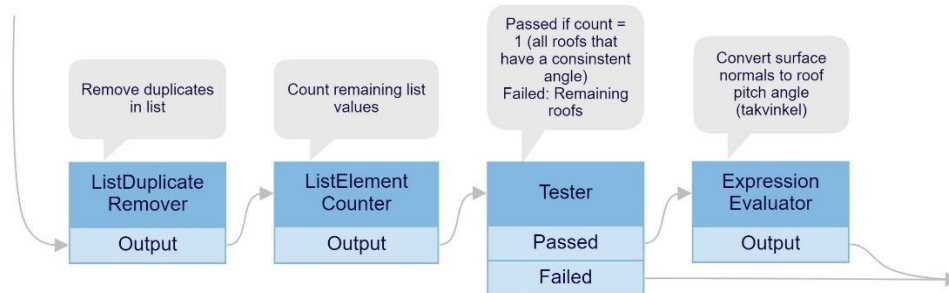 Remove duplicates
in list
Count remaining list
values
Passed if count =
1 (all roofs that
have a consinstent
angle)
Failed: Remaining
roofs
Convert surface
normals to roof
pitch angle
(takvinkel)
ListDuplicate
Remover
Output
ListElement
Counter
Output
Tester
Passed
Failed
Expression
Evaluator
Output